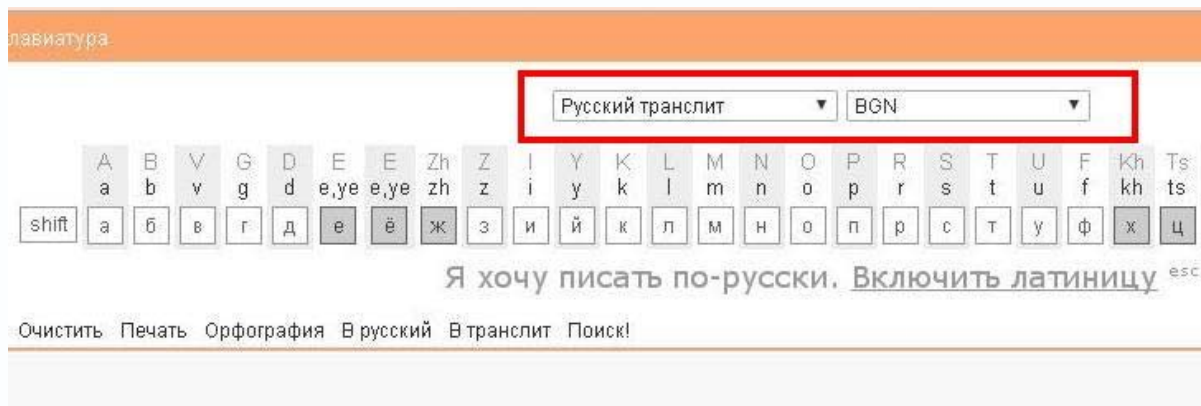 лавиатура
Русский транслит BGN
A B V G D E E Zh Z I Y K L M N O P R S T U F Kh Ts
a b v g d e,ye e,ye zh z i y k l m n o p r s t u f kh ts
shift а б в г д е ё ж з и й к л м н о п р с т у ф х ц
Я хочу писать по-русски. Включить латиницу esc
Очистить Печать Орфография В русский В транслит Поиск!